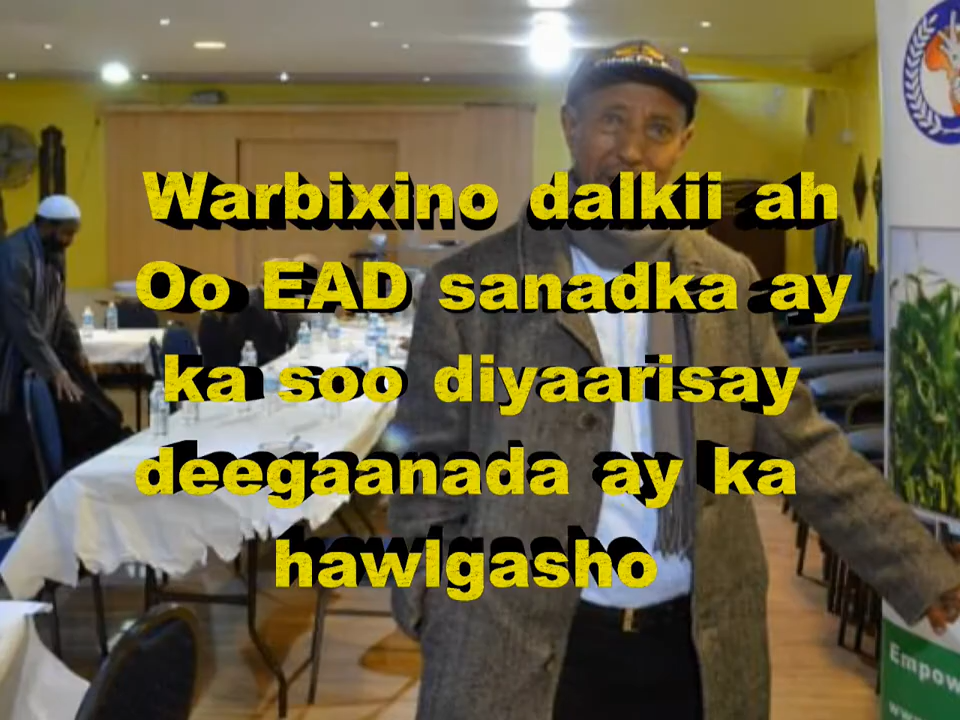 Warbixino dalkii ah
Oo EAD sanadka ay
ka soo diyaarisay
deegaanada ay ka
hawlgasho